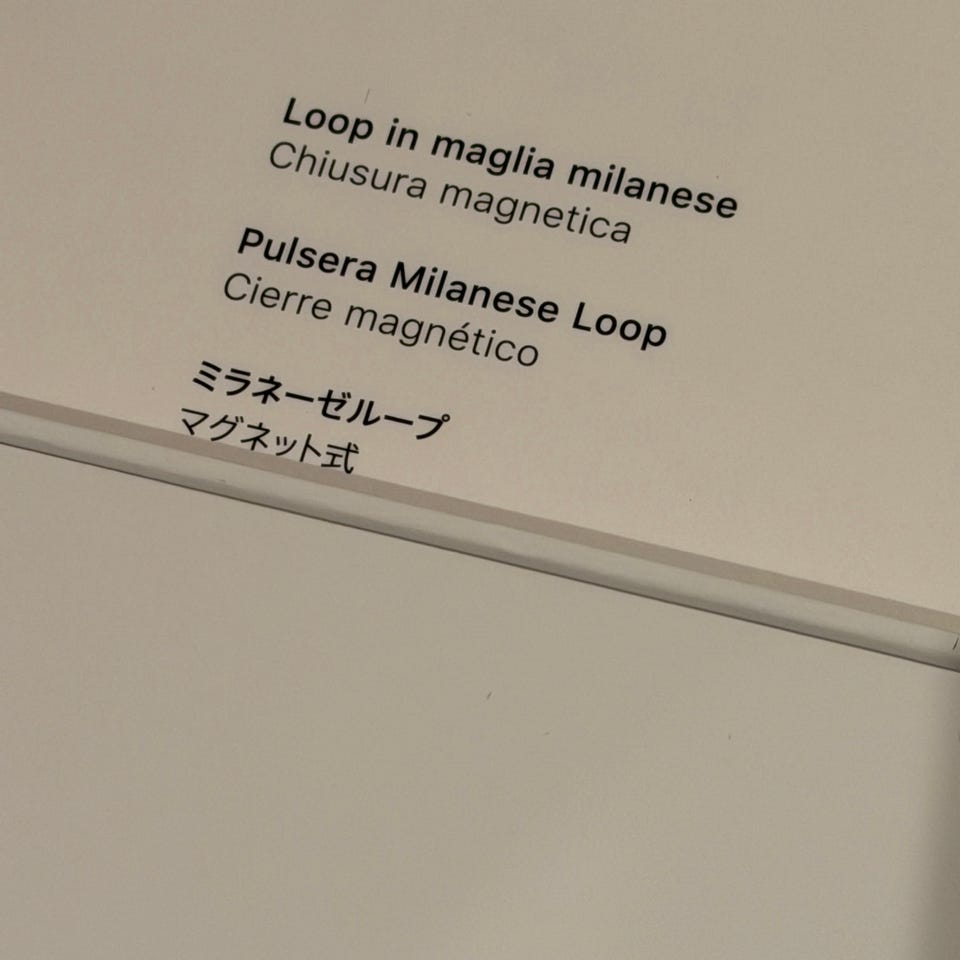 Loop in maglia milanese
Chiusura magnetica
Pulsera Milanese Loop
Cierre magnético
ミラネーゼループ
マグネット式